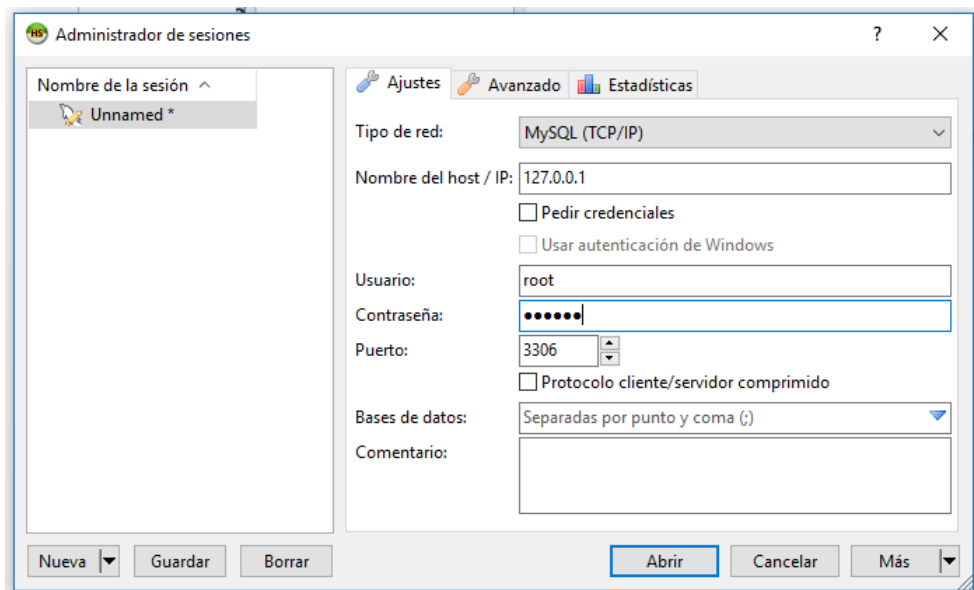 HS Administrador de sesiones ?
Nombre de la sesión
Unnamed *
Ajustes Avanzado Estadísticas
Tipo de red: MySQL (TCP/IP)
Nombre del host / IP: 127.0.0.1
Pedir credenciales
Usar autenticación de Windows
Usuario: root
Contraseña: ●●●●●●
Puerto: 3306
Protocolo cliente/servidor comprimido
Bases de datos: Separadas por punto y coma (;)
Comentario:
Nueva Guardar Borrar Abrir Cancelar Más